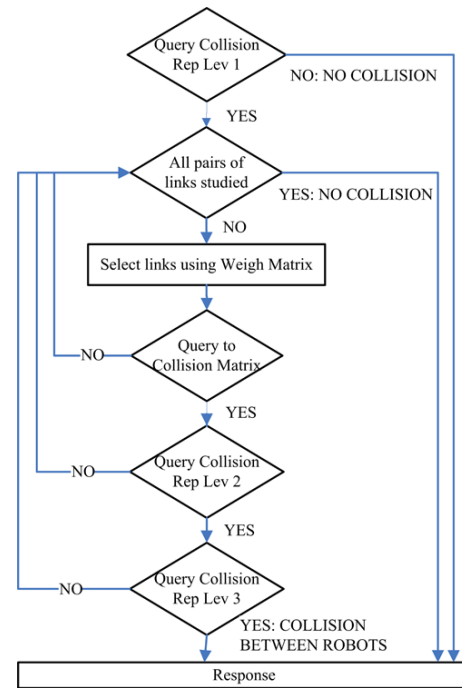 Query Collision
Rep Lev 1
NO: NO COLLISION
YES
All pairs of
links studied
YES: NO COLLISION
NO
Select links using Weigh Matrix
Query to
Collision Matrix
NO
YES
Query Collision
Rep Lev 2
NO
YES
Query Collision
Rep Lev 3
NO
YES: COLLISION
BETWEEN ROBOTS
Response